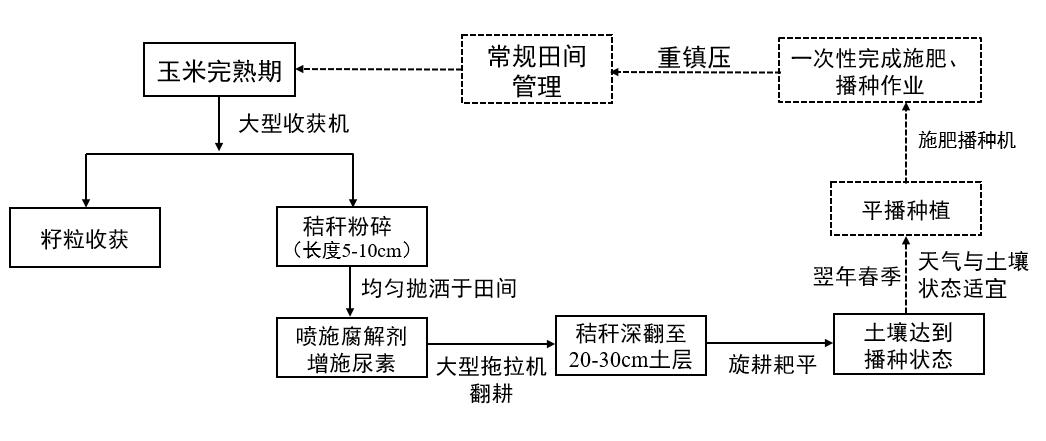 玉米完熟期
常规田间
管理
重镇压
一次性完成施肥、
播种作业
大型收获机
施肥播种机
籽粒收获
秸秆粉碎
（长度5-10cm）
平播种植
均匀抛洒于田间
翌年春季
天气与土壤
状态适宜
喷施腐解剂
增施尿素
大型拖拉机
翻耕
秸秆深翻至
20-30cm土层
旋耕耙平
土壤达到
播种状态